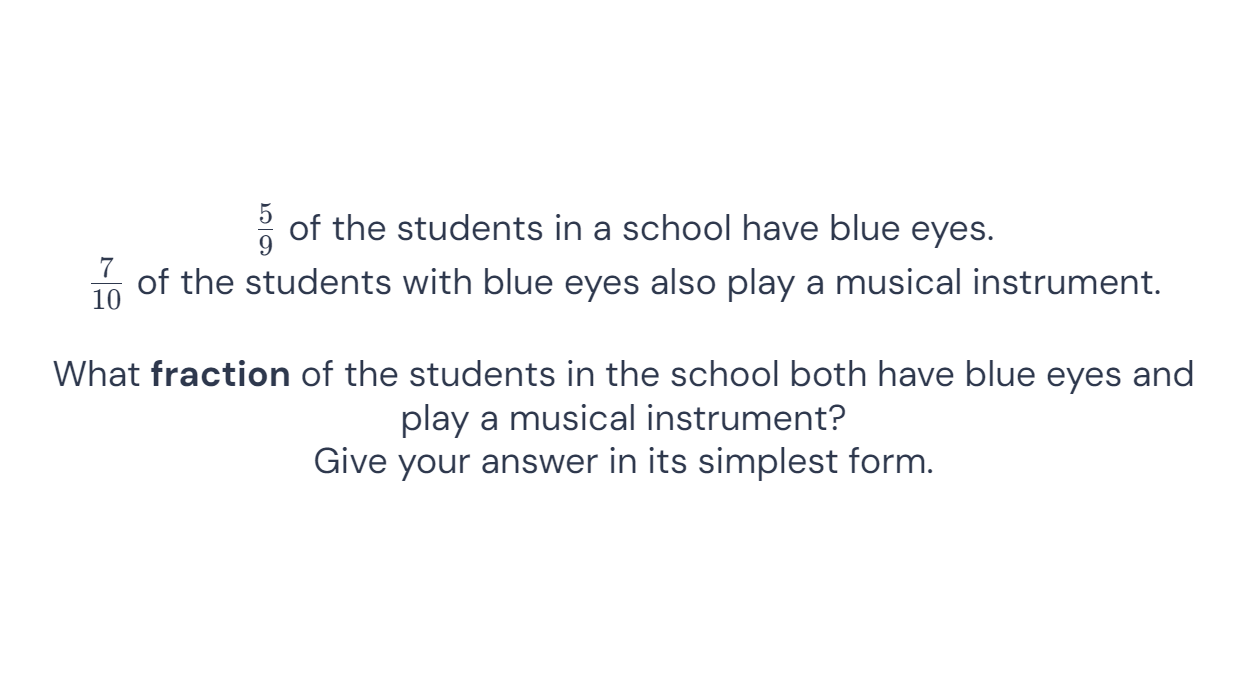 5/9 of the students in a school have blue eyes.
7/10 of the students with blue eyes also play a musical instrument.
What fraction of the students in the school both have blue eyes and
play a musical instrument?
Give your answer in its simplest form.